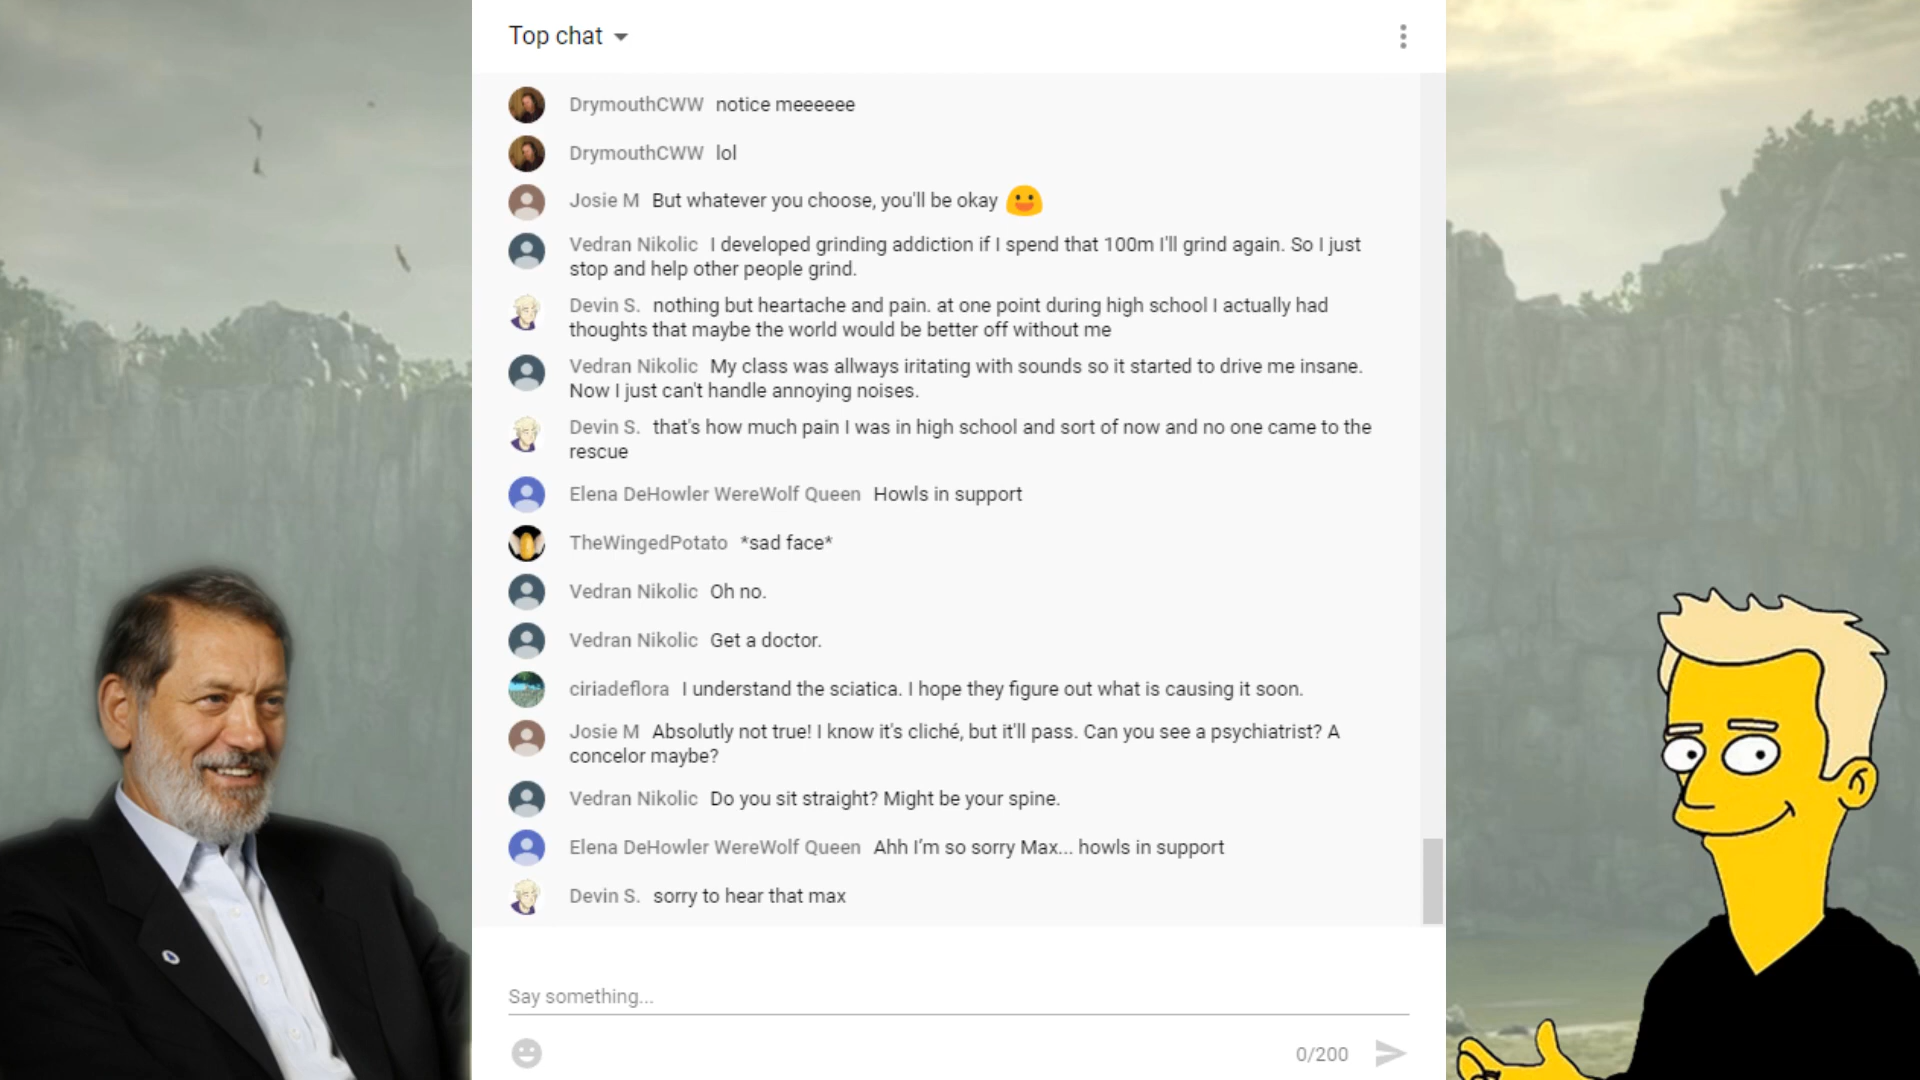 Top chat
DrymouthCWW notice meeeeee
DrymouthCWW lol
Josie M But whatever you choose, you'll be okay
Vedran Nikolic I developed grinding addiction if I spend that 100m I'll grind again. So I just
stop and help other people grind.
Devin S. nothing but heartache and pain. at one point during high school I actually had
thoughts that maybe the world would be better off without me
Vedran Nikolic My class was allways iritating with sounds so it started to drive me insane.
Now I just can't handle annoying noises.
Devin S. that's how much pain I was in high school and sort of now and no one came to the
rescue
Elena DeHowler WereWolf Queen Howls in support
TheWingedPotato *sad face*
Vedran Nikolic Oh no.
Vedran Nikolic Get a doctor.
ciriadeflora I understand the sciatica. I hope they figure out what is causing it soon.
Josie M Absolutly not true! I know it's cliché, but it'll pass. Can you see a psychiatrist? A
concelor maybe?
Vedran Nikolic Do you sit straight? Might be your spine.
Elena DeHowler WereWolf Queen Ahh I'm so sorry Max... howls in support
Devin S. sorry to hear that max
Say something...
0/200